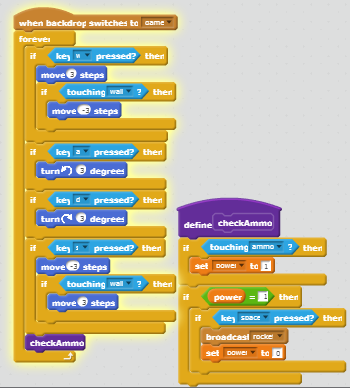 when backdrop switches to game
forever
if key w pressed? then
move 3 steps
if touching wall ? then
move -3 steps
if key a pressed? then
turn 3 degrees
if key d pressed? then
turn 3 degrees
if key s pressed? then
move -3 steps
if touching wall ? then
move 3 steps
checkAmmo
define checkAmmo
if touching ammo ? then
set power to 1
if power = 1 then
if key space pressed? then
broadcast rocket
set power to 0